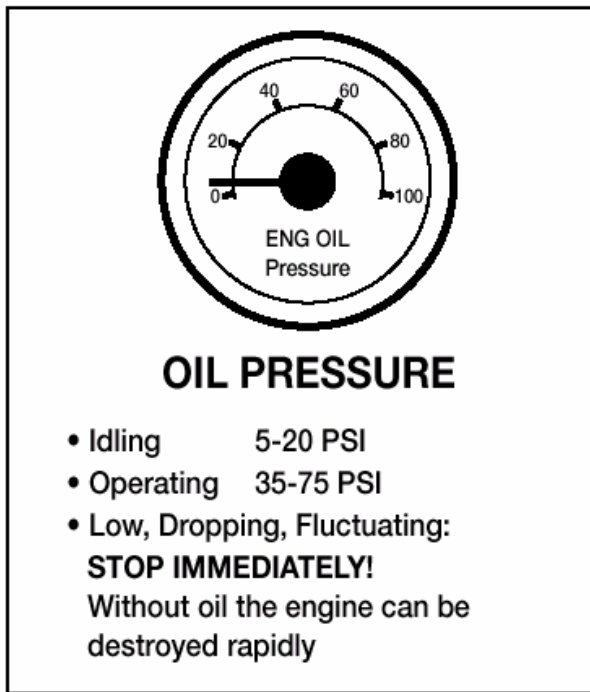 40 60
20 80
0 100
ENG OIL
Pressure
OIL PRESSURE
• Idling 5-20 PSI
• Operating 35-75 PSI
• Low, Dropping, Fluctuating:
STOP IMMEDIATELY!
Without oil the engine can be
destroyed rapidly